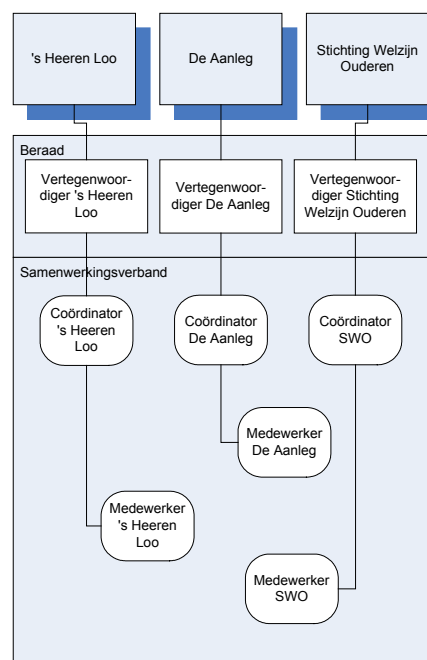 's Heeren Loo
De Aanleg
Stichting Welzijn
Ouderen
Beraad
Vertegenwoor-
diger 's Heeren
Loo
Vertegenwoor-
diger De Aanleg
Vertegenwoor-
diger Stichting
Welzijn Ouderen
Samenwerkingsverband
Coördinator
's Heeren
Loo
Coördinator
De Aanleg
Coördinator
SWO
Medewerker
De Aanleg
Medewerker
's Heeren
Loo
Medewerker
SWO